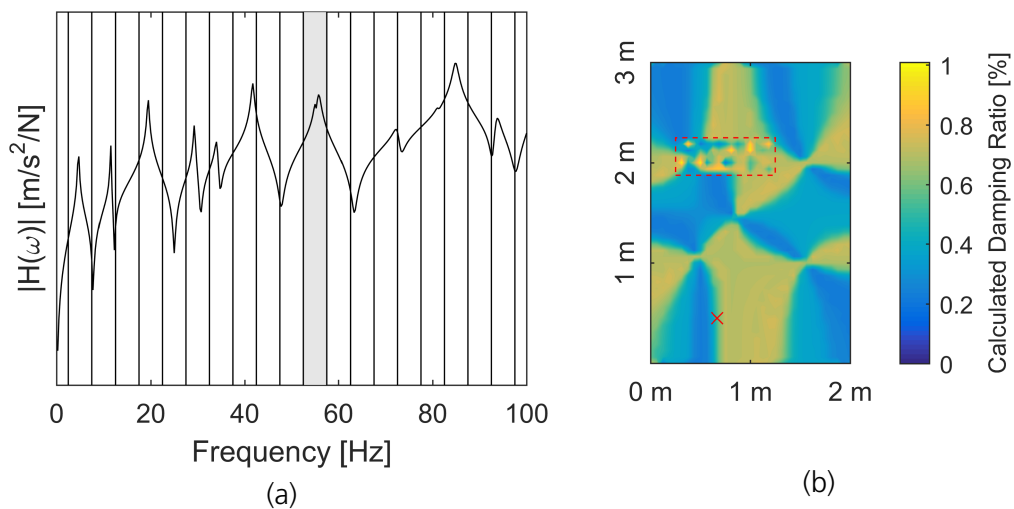 |H(ω)| [m/s²/N]
0 20 40 60 80 100
Frequency [Hz]
(a)
3 m
2 m
1 m
0 m 1 m 2 m
1
0.8
0.6
0.4
0.2
0
Calculated Damping Ratio [%]
(b)